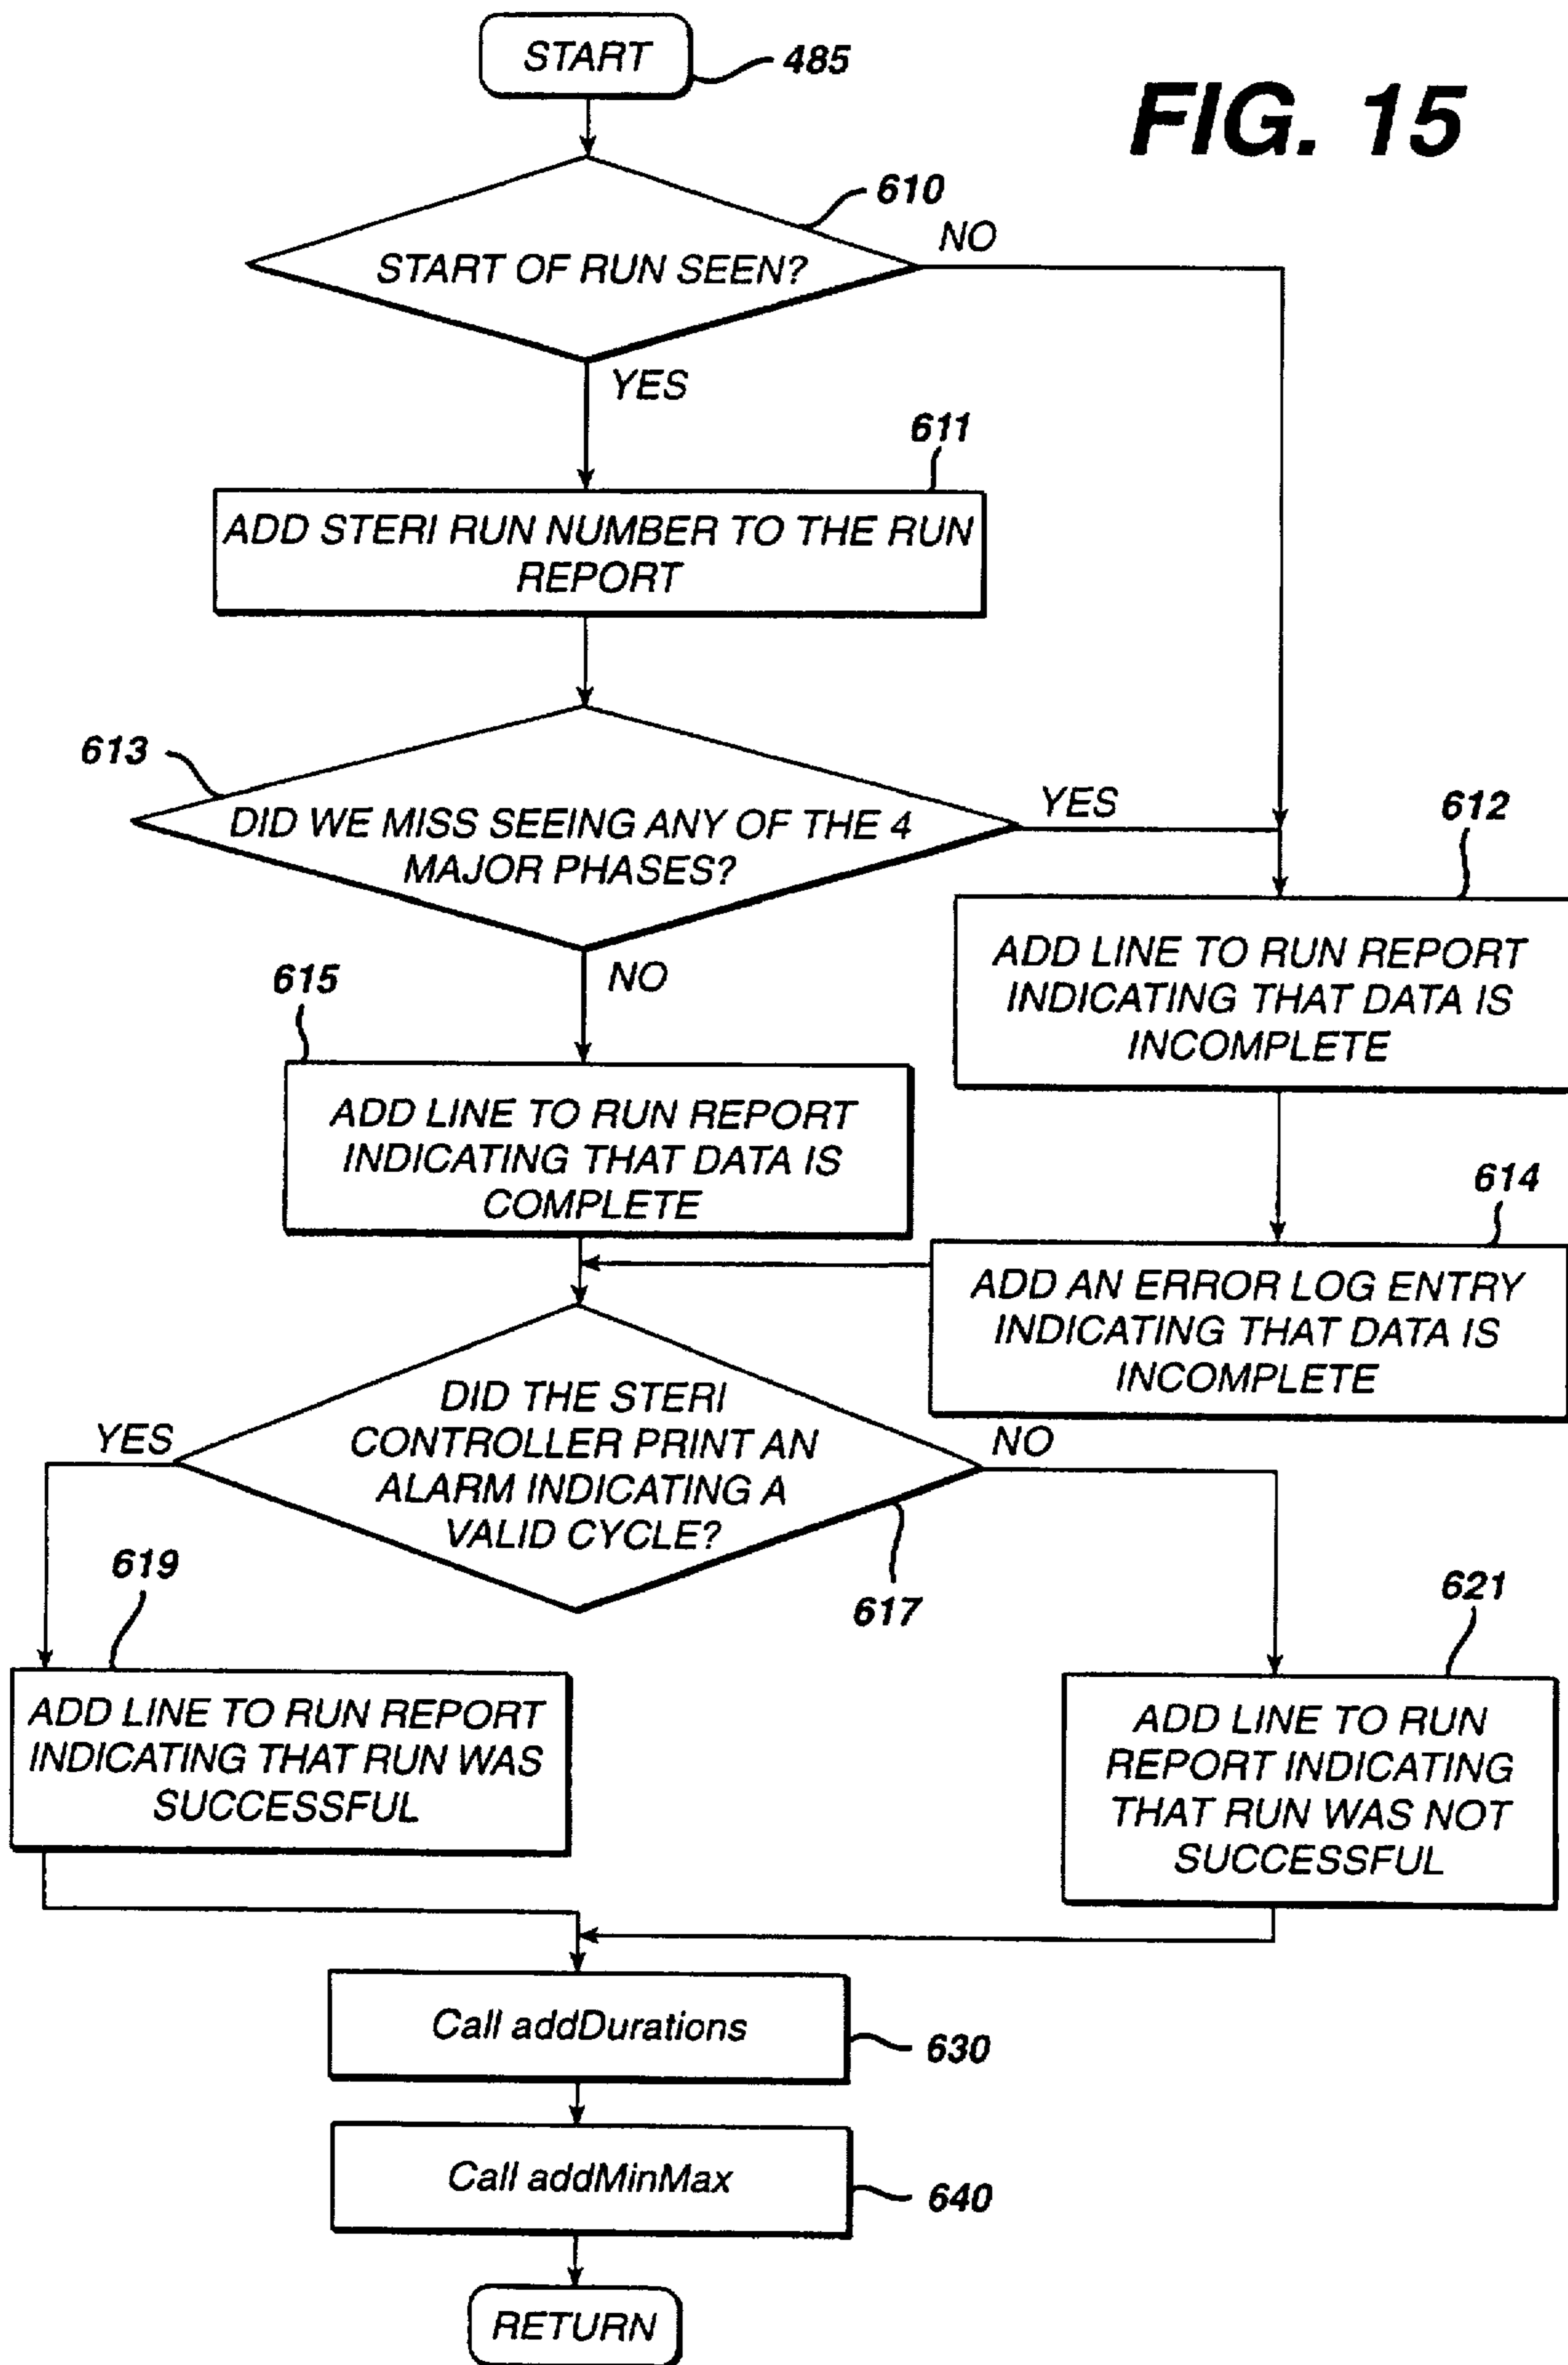 START
485
FIG. 15
610
NO
START OF RUN SEEN?
YES
611
ADD STERI RUN NUMBER TO THE RUN
REPORT
613
DID WE MISS SEEING ANY OF THE 4
MAJOR PHASES?
YES
612
ADD LINE TO RUN REPORT
INDICATING THAT DATA IS
INCOMPLETE
NO
615
ADD LINE TO RUN REPORT
INDICATING THAT DATA IS
COMPLETE
614
ADD AN ERROR LOG ENTRY
INDICATING THAT DATA IS
INCOMPLETE
DID THE STERI
CONTROLLER PRINT AN
ALARM INDICATING A
VALID CYCLE?
YES
NO
617
619
ADD LINE TO RUN REPORT
INDICATING THAT RUN WAS
SUCCESSFUL
621
ADD LINE TO RUN
REPORT INDICATING
THAT RUN WAS NOT
SUCCESSFUL
Call addDurations
630
Call addMinMax
640
RETURN